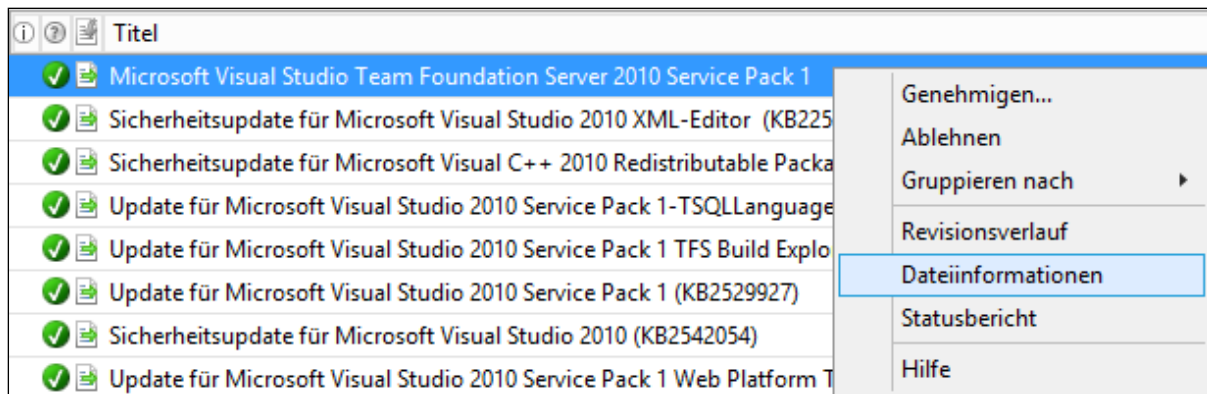 Titel
Microsoft Visual Studio Team Foundation Server 2010 Service Pack 1
Sicherheitsupdate für Microsoft Visual Studio 2010 XML-Editor (KB225
Sicherheitsupdate für Microsoft Visual C++ 2010 Redistributable Packa
Update für Microsoft Visual Studio 2010 Service Pack 1-TSQLLanguage
Update für Microsoft Visual Studio 2010 Service Pack 1 TFS Build Explo
Update für Microsoft Visual Studio 2010 Service Pack 1 (KB2529927)
Sicherheitsupdate für Microsoft Visual Studio 2010 (KB2542054)
Update für Microsoft Visual Studio 2010 Service Pack 1 Web Platform T
Genehmigen...
Ablehnen
Gruppieren nach
Revisionsverlauf
Dateiinformationen
Statusbericht
Hilfe